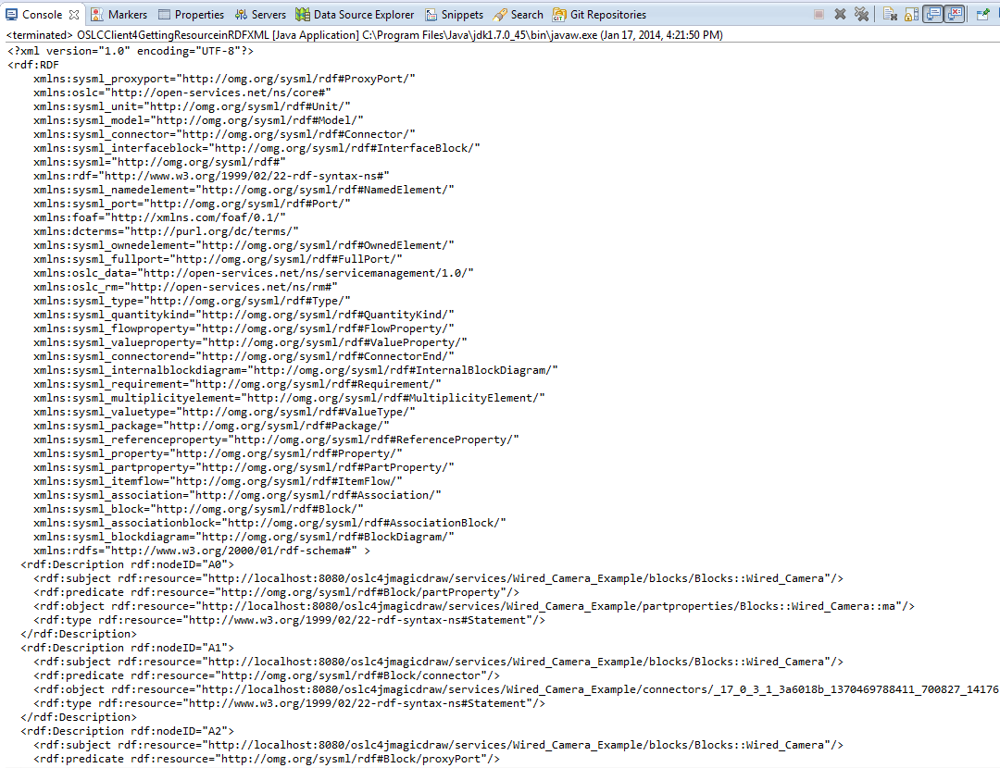 Console Markers Properties Servers Data Source Explorer Snippets Search Git Repositories
<terminated> OSLCClient4GettingResourceinRDFXML [Java Application] C:\Program Files\Java\jdk1.7.0_45\bin\javaw.exe (Jan 17, 2014, 4:21:50 PM)
<?xml version="1.0" encoding="UTF-8"?>
<rdf:RDF
xmlns:sysml_proxyport="http://omg.org/sysml/rdf#ProxyPort/"
xmlns:oslc="http://open-services.net/ns/core#"
xmlns:sysml_unit="http://omg.org/sysml/rdf#Unit/"
xmlns:sysml_model="http://omg.org/sysml/rdf#Model/"
xmlns:sysml_connector="http://omg.org/sysml/rdf#Connector/"
xmlns:sysml_interfaceblock="http://omg.org/sysml/rdf#InterfaceBlock/"
xmlns:sysml="http://omg.org/sysml/rdf#"
xmlns:rdf="http://www.w3.org/1999/02/22-rdf-syntax-ns#"
xmlns:sysml_namedelement="http://omg.org/sysml/rdf#NamedElement/"
xmlns:sysml_port="http://omg.org/sysml/rdf#Port/"
xmlns:foaf="http://xmlns.com/foaf/0.1/"
xmlns:dcterms="http://purl.org/dc/terms/"
xmlns:sysml_ownedelement="http://omg.org/sysml/rdf#OwnedElement/"
xmlns:sysml_fullport="http://omg.org/sysml/rdf#FullPort/"
xmlns:oslc_data="http://open-services.net/ns/servicemanagement/1.0/"
xmlns:oslc_rm="http://open-services.net/ns/rm#"
xmlns:sysml_type="http://omg.org/sysml/rdf#Type/"
xmlns:sysml_quantitykind="http://omg.org/sysml/rdf#QuantityKind/"
xmlns:sysml_flowproperty="http://omg.org/sysml/rdf#FlowProperty/"
xmlns:sysml_valueproperty="http://omg.org/sysml/rdf#ValueProperty/"
xmlns:sysml_connectorend="http://omg.org/sysml/rdf#ConnectorEnd/"
xmlns:sysml_internalblockdiagram="http://omg.org/sysml/rdf#InternalBlockDiagram/"
xmlns:sysml_requirement="http://omg.org/sysml/rdf#Requirement/"
xmlns:sysml_multiplicityelement="http://omg.org/sysml/rdf#MultiplicityElement/"
xmlns:sysml_valuetype="http://omg.org/sysml/rdf#ValueType/"
xmlns:sysml_package="http://omg.org/sysml/rdf#Package/"
xmlns:sysml_referenceproperty="http://omg.org/sysml/rdf#ReferenceProperty/"
xmlns:sysml_property="http://omg.org/sysml/rdf#Property/"
xmlns:sysml_partproperty="http://omg.org/sysml/rdf#PartProperty/"
xmlns:sysml_itemflow="http://omg.org/sysml/rdf#ItemFlow/"
xmlns:sysml_association="http://omg.org/sysml/rdf#Association/"
xmlns:sysml_block="http://omg.org/sysml/rdf#Block/"
xmlns:sysml_associationblock="http://omg.org/sysml/rdf#AssociationBlock/"
xmlns:sysml_blockdiagram="http://omg.org/sysml/rdf#BlockDiagram/"
xmlns:rdfs="http://www.w3.org/2000/01/rdf-schema#" >
<rdf:Description rdf:nodeID="A0">
<rdf:subject rdf:resource="http://localhost:8080/oslc4jmagicdraw/services/Wired_Camera_Example/blocks/Blocks::Wired_Camera"/>
<rdf:predicate rdf:resource="http://omg.org/sysml/rdf#Block/partProperty"/>
<rdf:object rdf:resource="http://localhost:8080/oslc4jmagicdraw/services/Wired_Camera_Example/partproperties/Blocks::Wired_Camera::ma"/>
<rdf:type rdf:resource="http://www.w3.org/1999/02/22-rdf-syntax-ns#Statement"/>
</rdf:Description>
<rdf:Description rdf:nodeID="A1">
<rdf:subject rdf:resource="http://localhost:8080/oslc4jmagicdraw/services/Wired_Camera_Example/blocks/Blocks::Wired_Camera"/>
<rdf:predicate rdf:resource="http://omg.org/sysml/rdf#Block/connector"/>
<rdf:object rdf:resource="http://localhost:8080/oslc4jmagicdraw/services/Wired_Camera_Example/connectors/_17_0_3_1_3a6018b_1370469788411_700827_14176
<rdf:type rdf:resource="http://www.w3.org/1999/02/22-rdf-syntax-ns#Statement"/>
</rdf:Description>
<rdf:Description rdf:nodeID="A2">
<rdf:subject rdf:resource="http://localhost:8080/oslc4jmagicdraw/services/Wired_Camera_Example/blocks/Blocks::Wired_Camera"/>
<rdf:predicate rdf:resource="http://omg.org/sysml/rdf#Block/proxyPort"/>